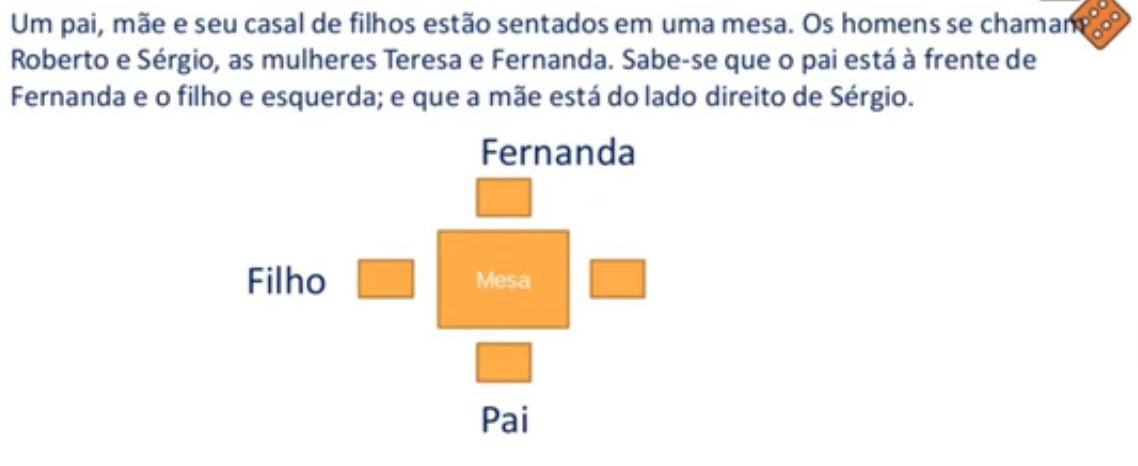 Um pai, mãe e seu casal de filhos estão sentados em uma mesa. Os homens se chamam
Roberto e Sérgio, as mulheres Teresa e Fernanda. Sabe-se que o pai está à frente de
Fernanda e o filho e esquerda; e que a mãe está do lado direito de Sérgio.
Fernanda
Filho
Mesa
Pai